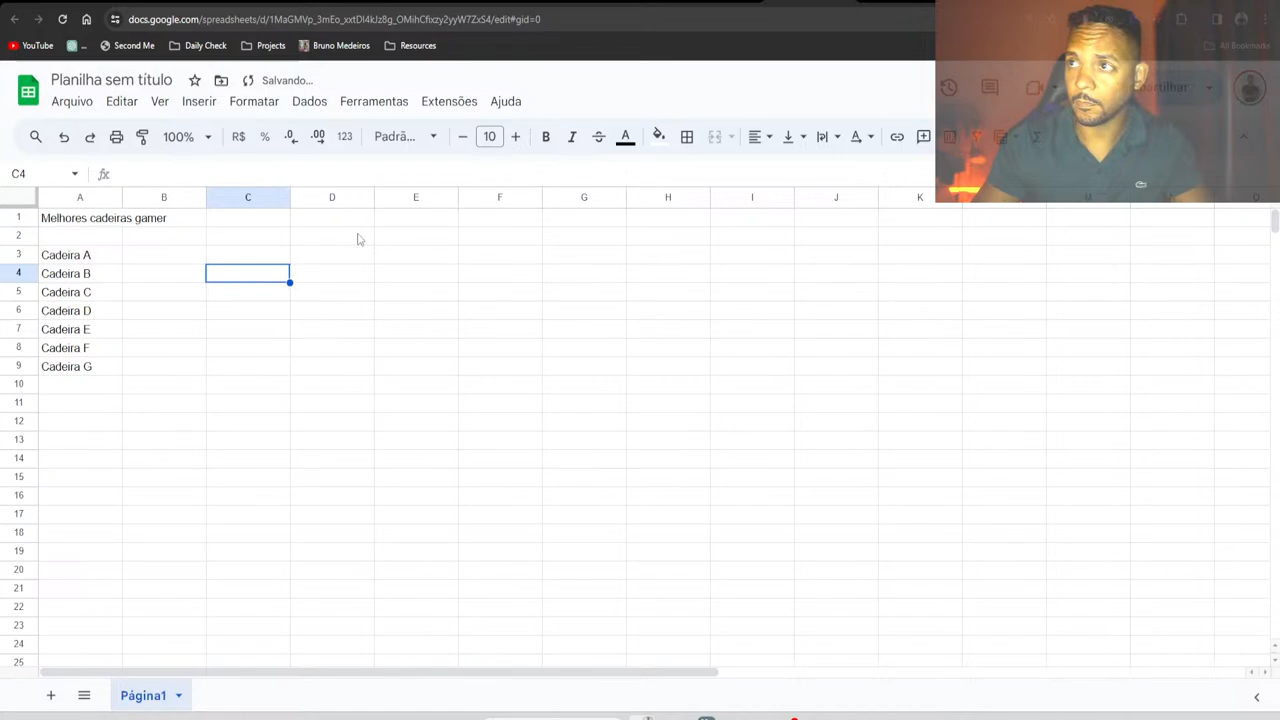 docs.google.com/spreadsheets/d/1MaGMVp_3mEo_xxtDl4kJz8g_OMihCfixzy2yyW7ZxS4/edit#gid=0
YouTube
Second Me
Daily Check
Projects
Bruno Medeiros
Resources
All Bookmarks
Planilha sem título
Salvando...
Arquivo Editar Ver Inserir Formatar Dados Ferramentas Extensões Ajuda
100% R$ % .0 .00 123 Padrã... 10 B I A
C4 fx
A B C D E F G H I J K
1 Melhores cadeiras gamer
2
3 Cadeira A
4 Cadeira B
5 Cadeira C
6 Cadeira D
7 Cadeira E
8 Cadeira F
9 Cadeira G
10
11
12
13
14
15
16
17
18
19
20
21
22
23
24
25
Página1